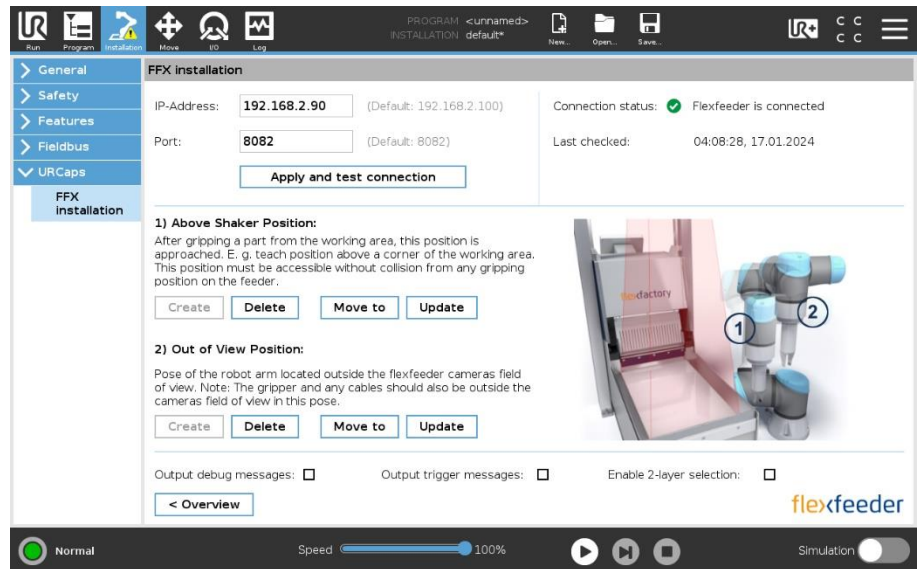 PROGRAM <unnamed>
INSTALLATION default*
Run
Program
Installation
Move
I/O
Log
New...
Open...
Save...
UR+
C C
C C
General
Safety
Features
Fieldbus
URCaps
FFX
installation
FFX installation
IP-Address: 192.168.2.90 (Default: 192.168.2.100)
Port: 8082 (Default: 8082)
Apply and test connection
Connection status: Flexfeeder is connected
Last checked: 04:08:28, 17.01.2024
1) Above Shaker Position:
After gripping a part from the working area, this position is
approached. E. g. teach position above a corner of the working area.
This position must be accessible without collision from any gripping
position on the feeder.
Create Delete Move to Update
2) Out of View Position:
Pose of the robot arm located outside the flexfeeder cameras field
of view. Note: The gripper and any cables should also be outside the
cameras field of view in this pose.
Create Delete Move to Update
flexfactory
1
2
Output debug messages: Output trigger messages: Enable 2-layer selection:
< Overview
flexfeeder
Normal
Speed 100%
Simulation